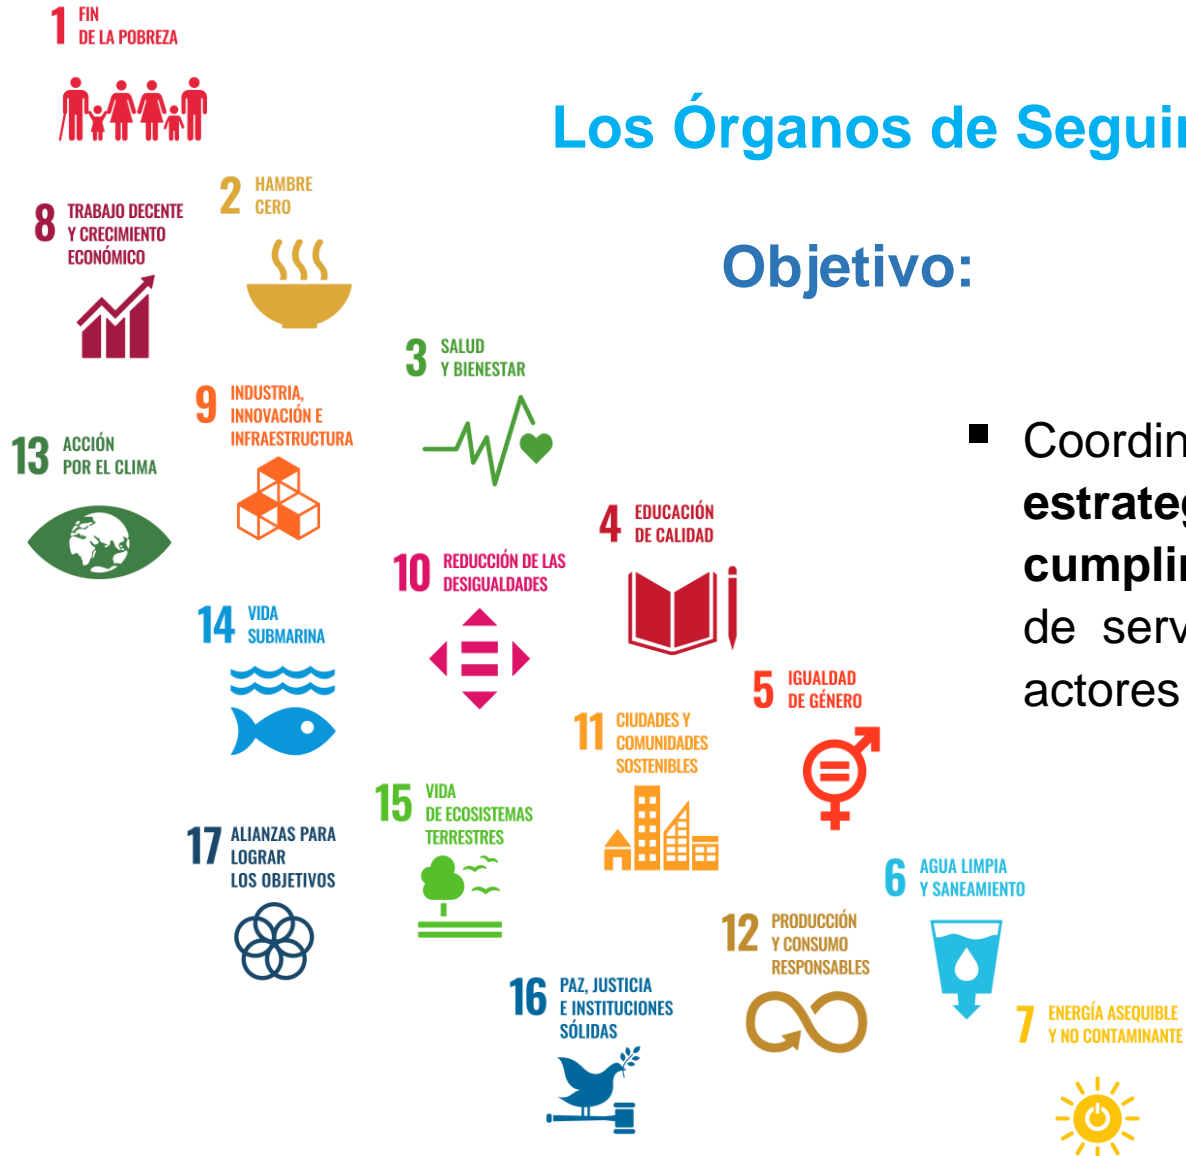 1 FIN
DE LA POBREZA
Los Órganos de Segui
8 TRABAJO DECENTE
Y CRECIMIENTO
ECONÓMICO
2 HAMBRE
CERO
Objetivo:
3 SALUD
Y BIENESTAR
9 INDUSTRIA,
INNOVACIÓN E
INFRAESTRUCTURA
13 ACCIÓN
POR EL CLIMA
Coordin
estrateg
cumpli
de serv
actores
4 EDUCACIÓN
DE CALIDAD
10 REDUCCIÓN DE LAS
DESIGUALDADES
14 VIDA
SUBMARINA
5 IGUALDAD
DE GÉNERO
11 CIUDADES Y
COMUNIDADES
SOSTENIBLES
15 VIDA
DE ECOSISTEMAS
TERRESTRES
17 ALIANZAS PARA
LOGRAR
LOS OBJETIVOS
6 AGUA LIMPIA
Y SANEAMIENTO
12 PRODUCCIÓN
Y CONSUMO
RESPONSABLES
16 PAZ, JUSTICIA
E INSTITUCIONES
SÓLIDAS
7 ENERGÍA ASEQUIBLE
Y NO CONTAMINANTE